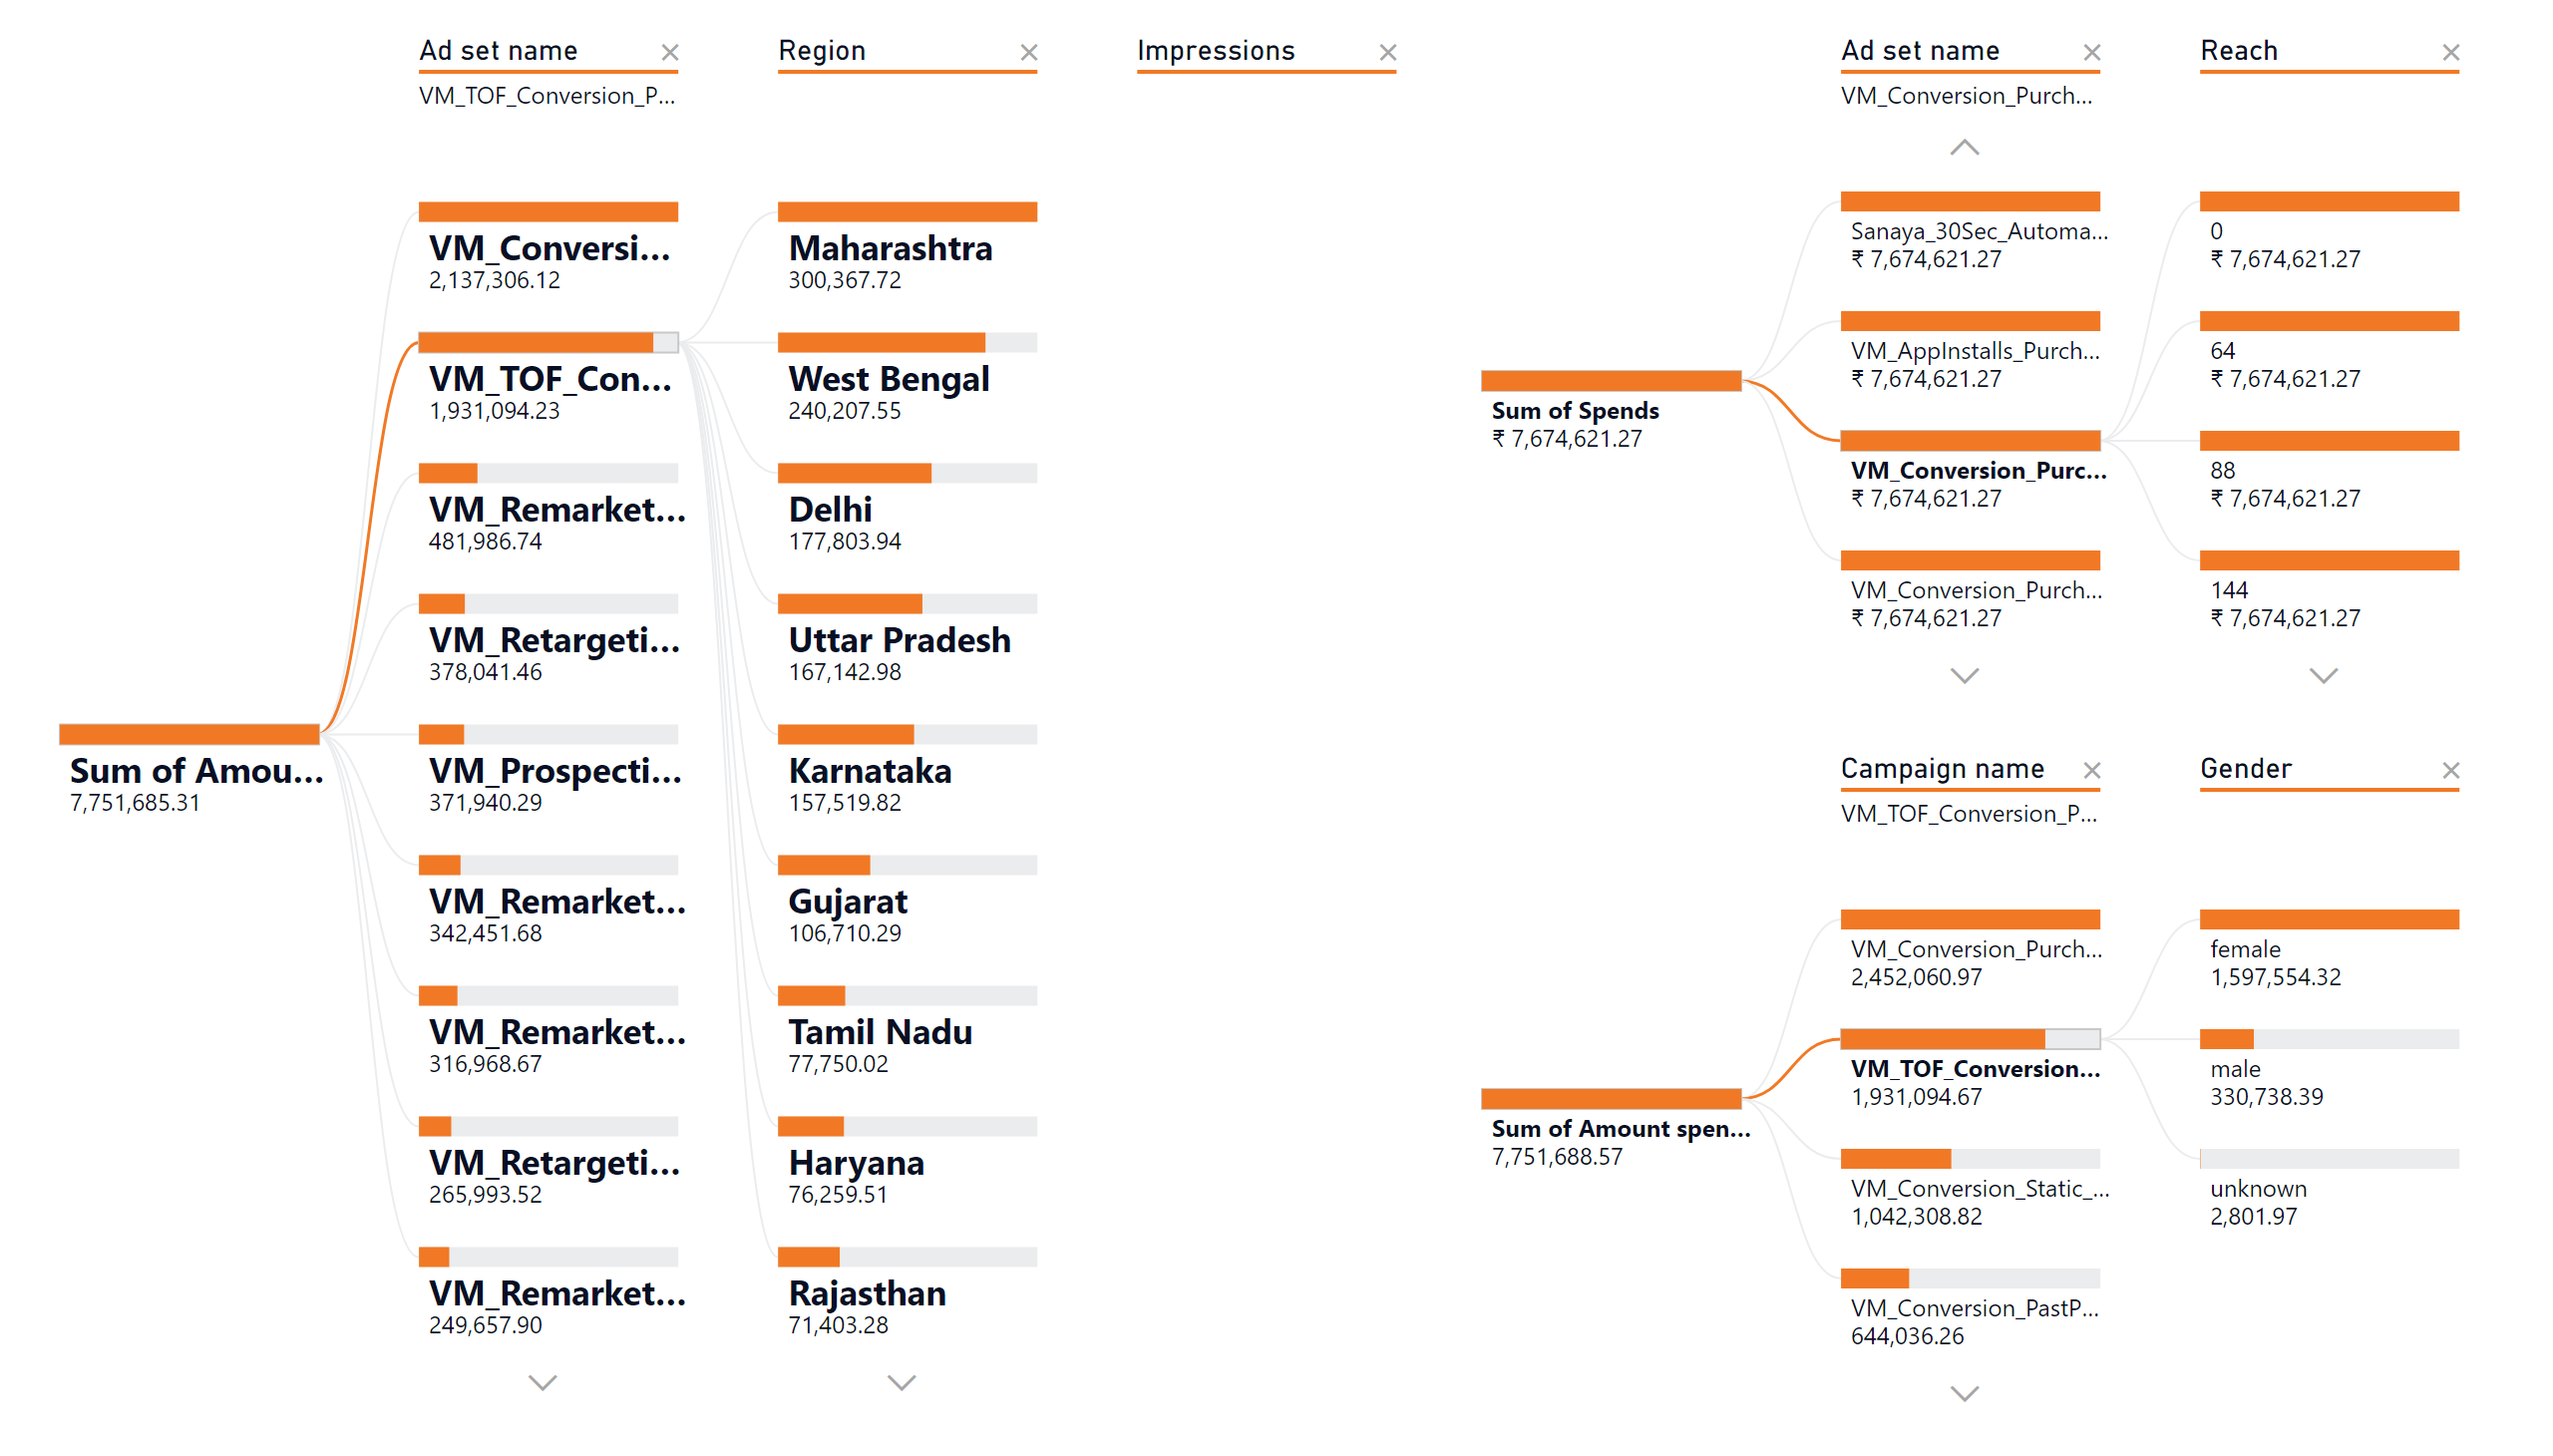 Ad set name
VM_TOF_Conversion_P...
Region
Impressions
Sum of Amou...
7,751,685.31
VM_Conversi...
2,137,306.12
VM_TOF_Con...
1,931,094.23
VM_Remarket...
481,986.74
VM_Retargeti...
378,041.46
VM_Prospecti...
371,940.29
VM_Remarket...
342,451.68
VM_Remarket...
316,968.67
VM_Retargeti...
265,993.52
VM_Remarket...
249,657.90
Maharashtra
300,367.72
West Bengal
240,207.55
Delhi
177,803.94
Uttar Pradesh
167,142.98
Karnataka
157,519.82
Gujarat
106,710.29
Tamil Nadu
77,750.02
Haryana
76,259.51
Rajasthan
71,403.28
Ad set name
VM_Conversion_Purch...
Reach
Sum of Spends
₹ 7,674,621.27
Sanaya_30Sec_Automa...
₹ 7,674,621.27
VM_AppInstalls_Purch...
₹ 7,674,621.27
VM_Conversion_Purc...
₹ 7,674,621.27
VM_Conversion_Purch...
₹ 7,674,621.27
0
₹ 7,674,621.27
64
₹ 7,674,621.27
88
₹ 7,674,621.27
144
₹ 7,674,621.27
Campaign name
VM_TOF_Conversion_P...
Gender
Sum of Amount spen...
7,751,688.57
VM_Conversion_Purch...
2,452,060.97
VM_TOF_Conversion...
1,931,094.67
VM_Conversion_Static_...
1,042,308.82
VM_Conversion_PastP...
644,036.26
female
1,597,554.32
male
330,738.39
unknown
2,801.97